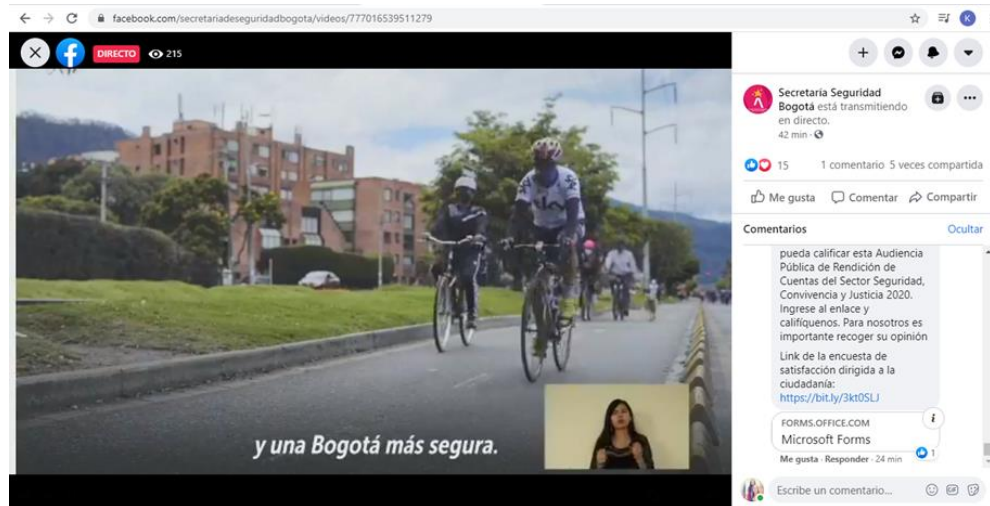 facebook.com/secretariadeseguridadbogota/videos/777016539511279
K
DIRECTO 215
y una Bogotá más segura.
Secretaría Seguridad
Bogotá está transmitiendo
en directo.
42 min ·
15 1 comentario 5 veces compartida
Me gusta Comentar Compartir
Comentarios Ocultar
pueda calificar esta Audiencia
Pública de Rendición de
Cuentas del Sector Seguridad,
Convivencia y Justicia 2020.
Ingrese al enlace y
califíquenos. Para nosotros es
importante recoger su opinión
Link de la encuesta de
satisfacción dirigida a la
ciudadanía:
https://bit.ly/3kt0SLJ
FORMS.OFFICE.COM
Microsoft Forms
Me gusta · Responder · 24 min 1
Escribe un comentario... GIF